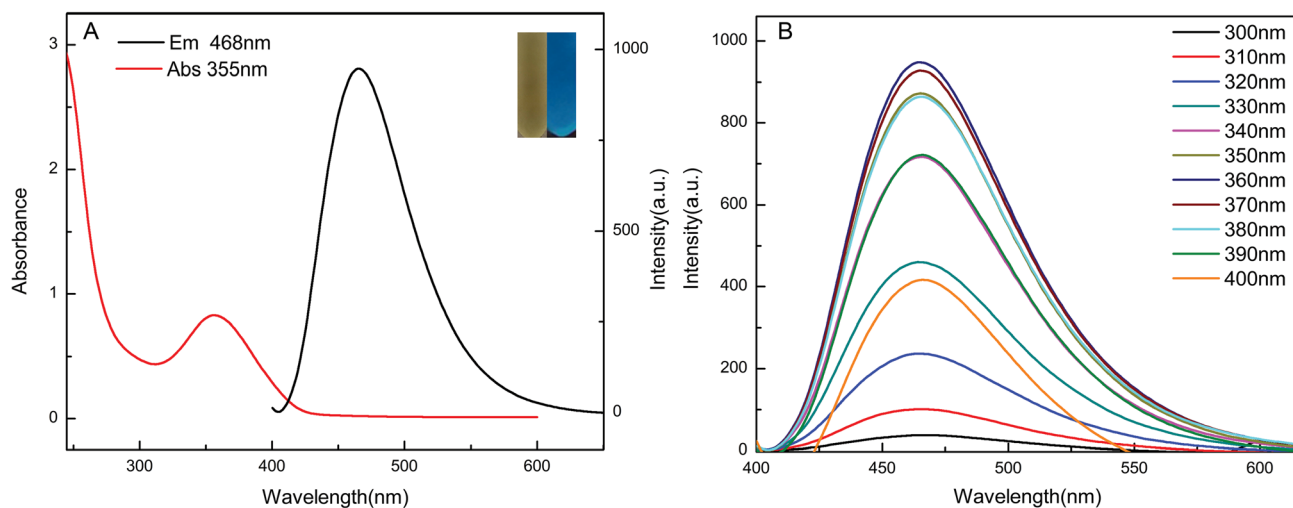 A
Em 468nm
Abs 355nm
3
2
1
0
Absorbance
300
400
500
600
Wavelength(nm)
1000
500
0
Intensity(a.u.)
B
300nm
310nm
320nm
330nm
340nm
350nm
360nm
370nm
380nm
390nm
400nm
1000
800
600
400
200
0
Intensity(a.u.)
400
450
500
550
600
Wavelength(nm)